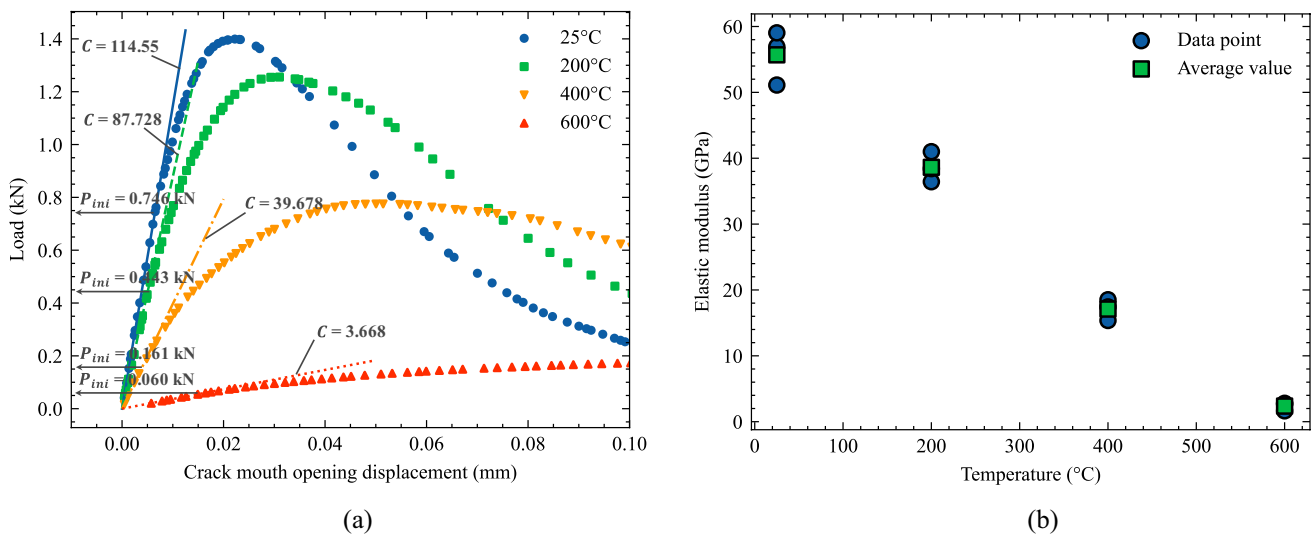 1.4
1.2
1.0
0.8
0.6
0.4
0.2
0.0
Load (kN)
C = 114.55
C = 87.728
P_ini = 0.746 kN
P_ini = 0.443 kN
P_ini = 0.161 kN
P_ini = 0.060 kN
C = 39.678
C = 3.668
25°C
200°C
400°C
600°C
0.00 0.02 0.04 0.06 0.08 0.10
Crack mouth opening displacement (mm)
(a)
60
50
40
30
20
10
0
Elastic modulus (GPa)
Data point
Average value
0 100 200 300 400 500 600
Temperature (°C)
(b)